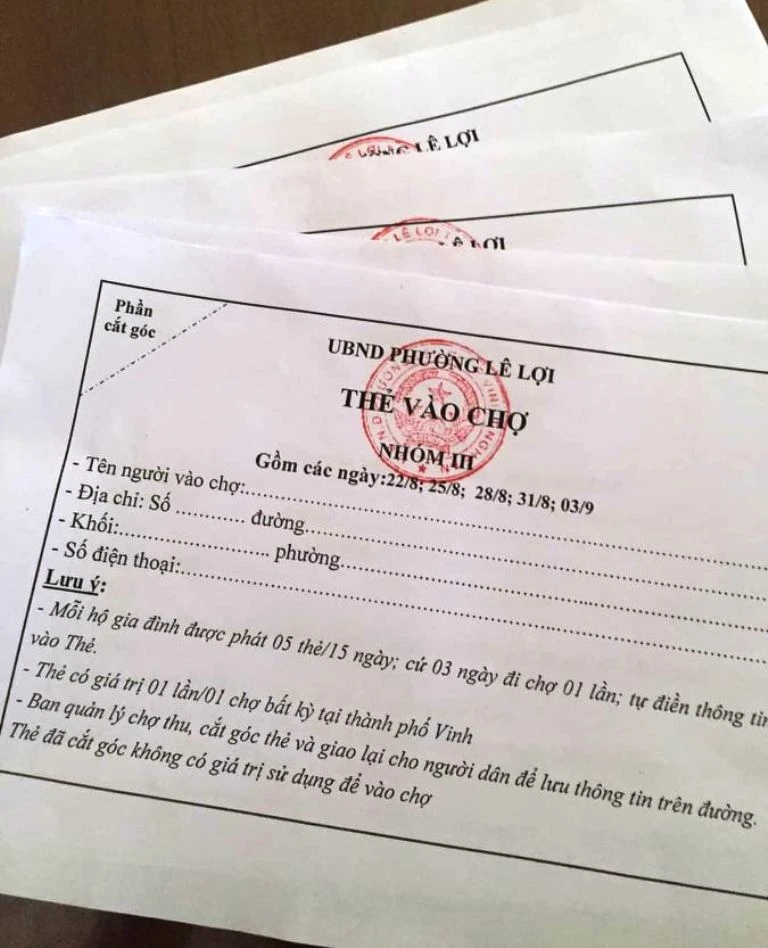 LÊ LỢI
LÊ LỢI
LỢI
Phần
cắt góc
UBND PHƯỜNG LÊ LỢI
THẺ VÀO CHỢ
NHÓM III
Gồm các ngày:22/8; 25/8; 28/8; 31/8; 03/9
- Tên người vào chợ:........................................
- Địa chỉ: Số ........... đường........................................
- Khối:........................ phường........................................
- Số điện thoại:........................................
Lưu ý:
- Mỗi hộ gia đình được phát 05 thẻ/15 ngày; cứ 03 ngày đi chợ 01 lần; tự điền thông tin
vào Thẻ.
- Thẻ có giá trị 01 lần/01 chợ bất kỳ tại thành phố Vinh
- Ban quản lý chợ thu, cắt góc thẻ và giao lại cho người dân để lưu thông tin trên đường.
Thẻ đã cắt góc không có giá trị sử dụng để vào chợ